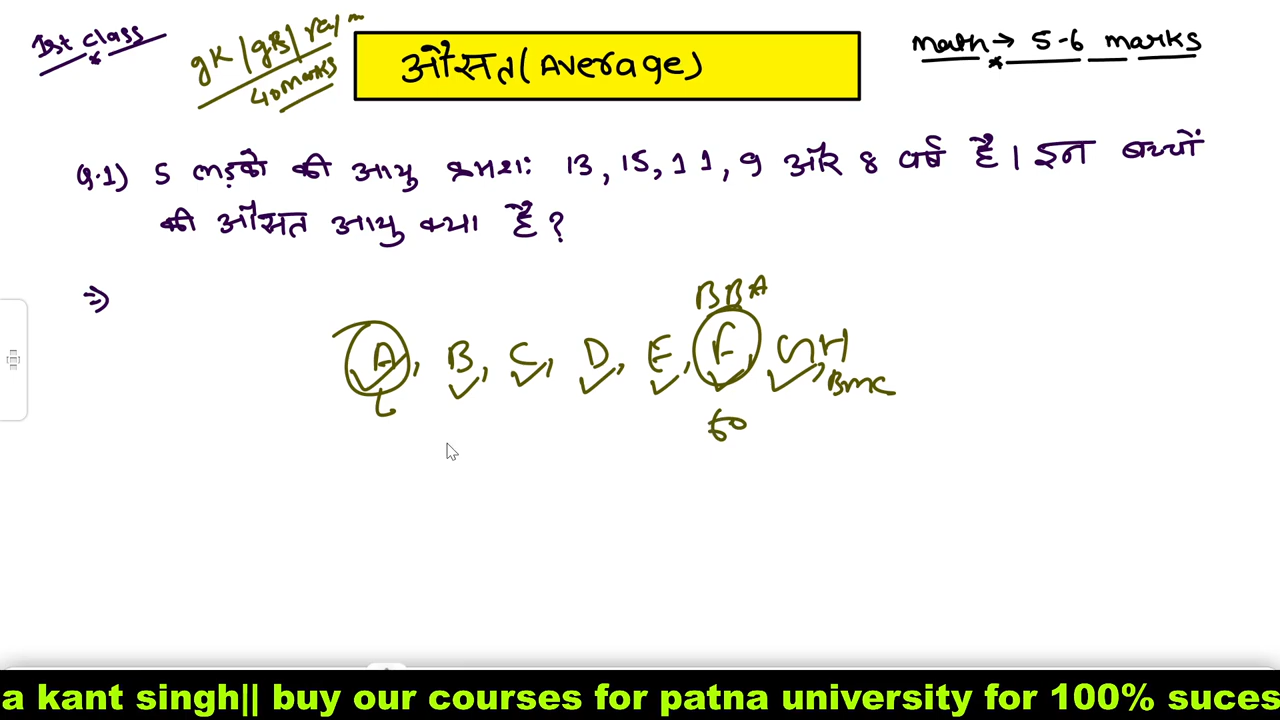 1st class
gk | gs |
40 marks
औसत (Average)
math → 5-6 marks
Q.1) 5 लड़को की आयु क्रमशः 13, 15, 11, 9 और 8 वर्ष है। इन बच्चों
की औसत आयु क्या है?
⇒
BBA
A, B, C, D, E, F, G, H
BMC
60
a kant singh|| buy our courses for patna university for 100% suces